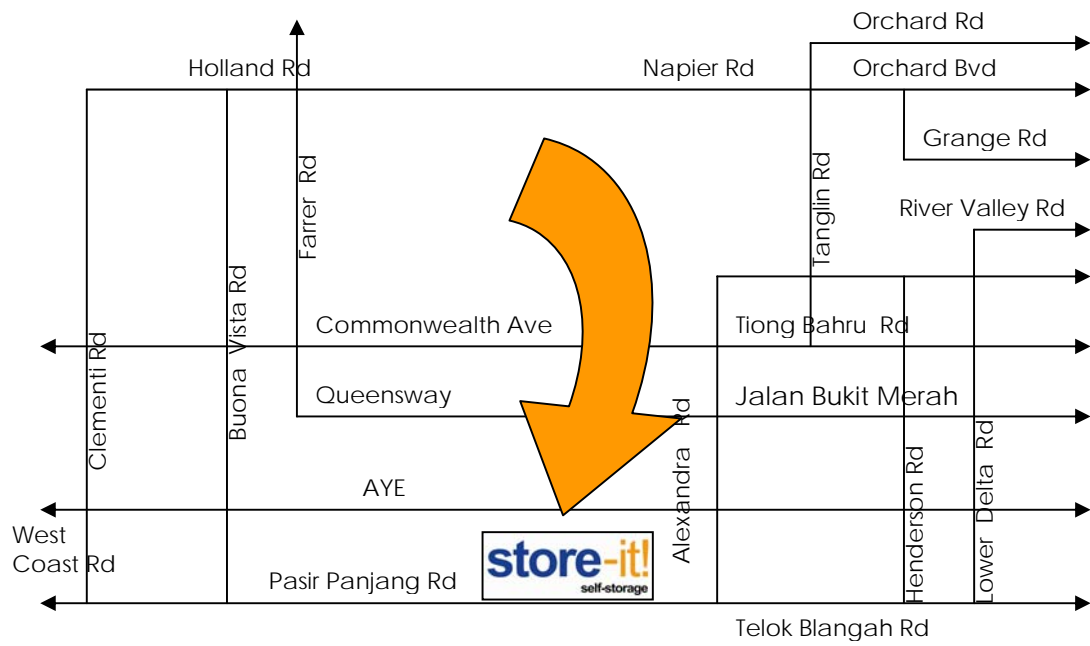 Orchard Rd
Holland Rd
Napier Rd
Orchard Bvd
Grange Rd
Farrer Rd
Tanglin Rd
River Valley Rd
Buona Vista Rd
Commonwealth Ave
Tiong Bahru Rd
Clementi Rd
Queensway
Jalan Bukit Merah
Alexandra Rd
AYE
Henderson Rd
Lower Delta Rd
West
Coast Rd
store-it!
self-storage
Pasir Panjang Rd
Telok Blangah Rd